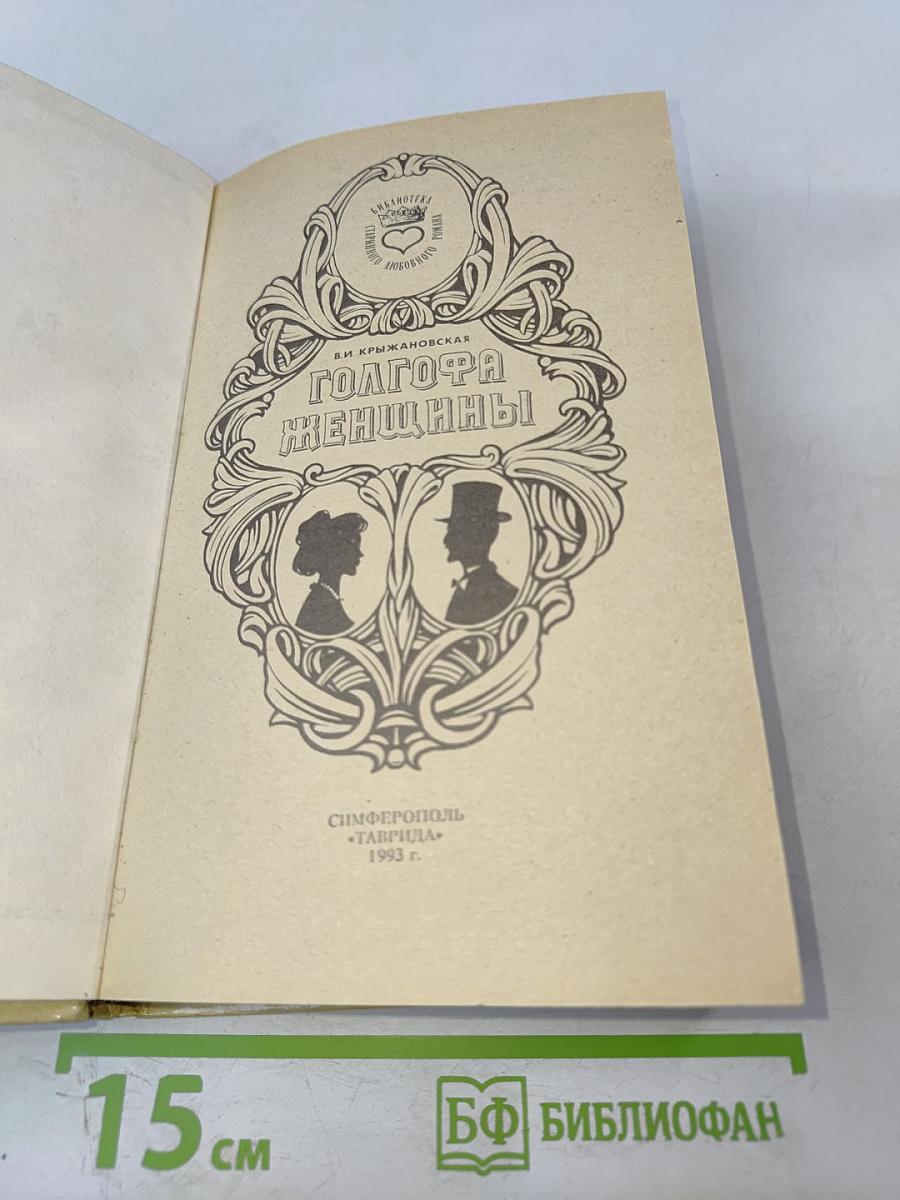 БИБЛИОТЕКА
СТАРИННОГО ЛЮБОВНОГО РОМАНА
В.И. КРЫЖАНОВСКАЯ
ГОЛГОФА
ЖЕНЩИНЫ
СИМФЕРОПОЛЬ
«ТАВРИДА»
1993 г.
15 см
БФ БИБЛИОФАН